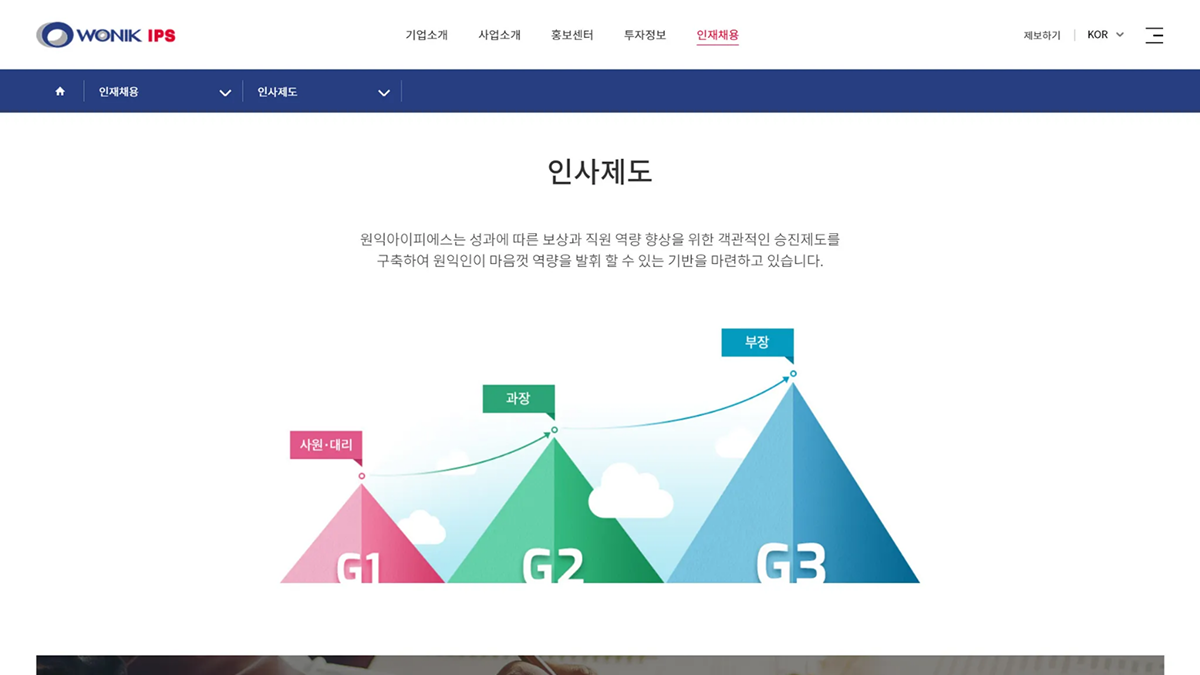 WONIK IPS
기업소개
사업소개
홍보센터
투자정보
인재채용
제보하기
KOR
인재채용
인사제도
인사제도
원익아이피에스는 성과에 따른 보상과 직원 역량 향상을 위한 객관적인 승진제도를
구축하여 원익인이 마음껏 역량을 발휘 할 수 있는 기반을 마련하고 있습니다.
부장
과장
사원·대리
G1
G2
G3